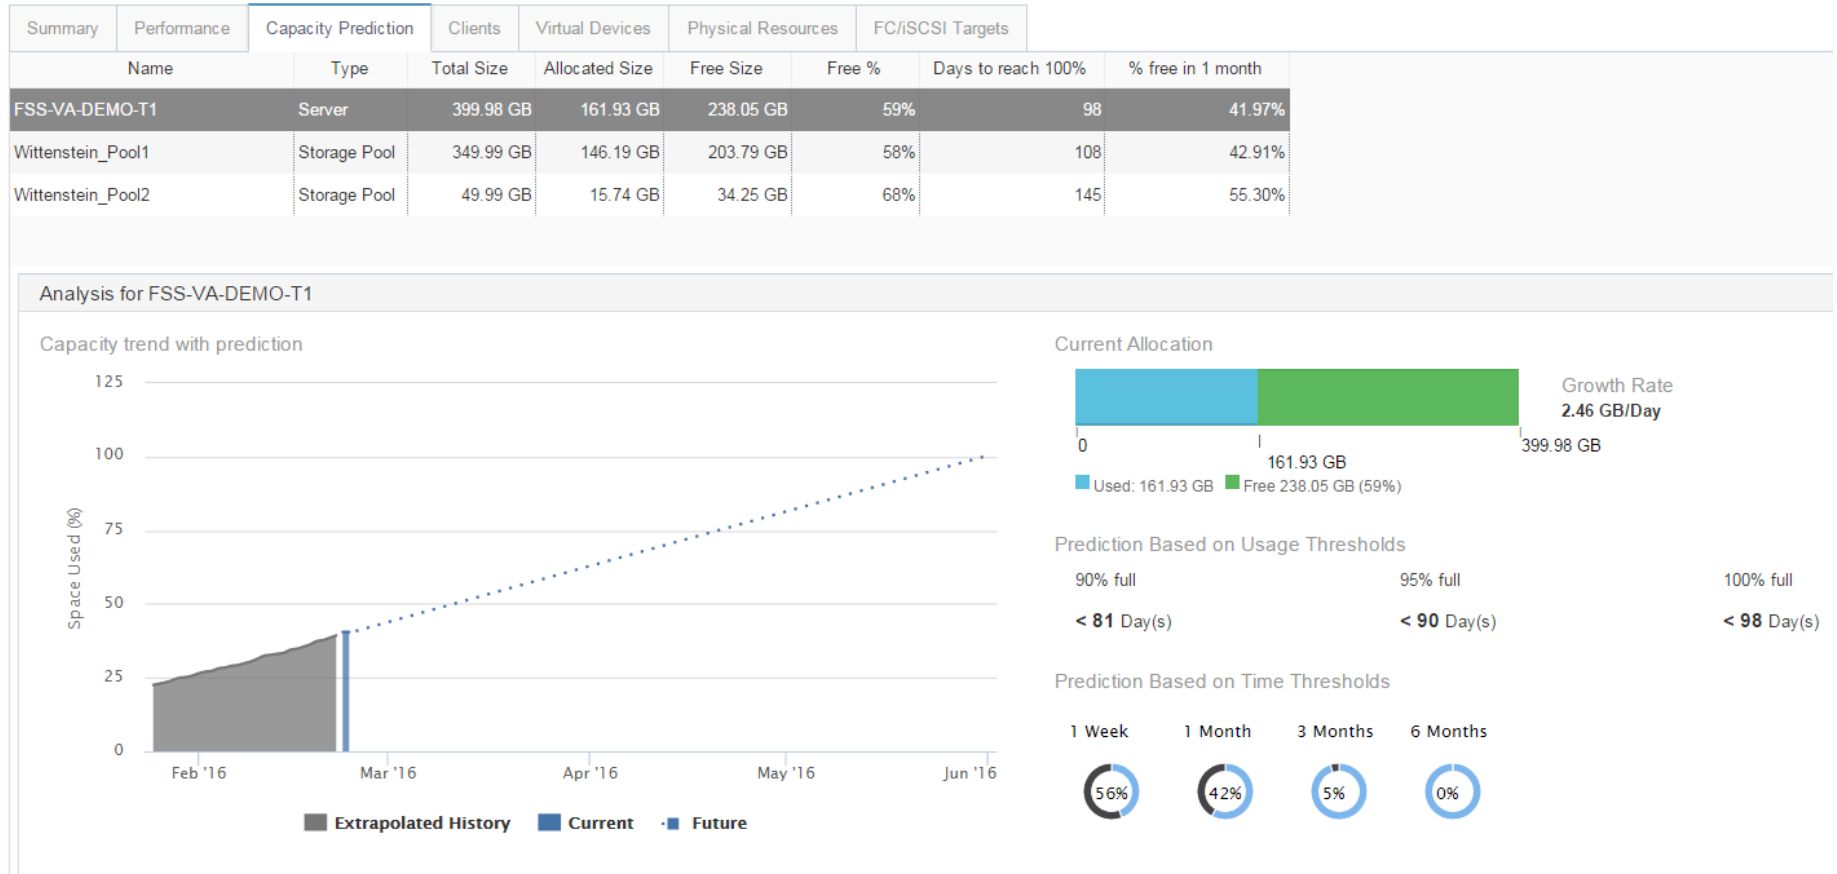 Summary Performance Capacity Prediction Clients Virtual Devices Physical Resources FC/iSCSI Targets
Name Type Total Size Allocated Size Free Size Free % Days to reach 100% % free in 1 month
FSS-VA-DEMO-T1 Server 399.98 GB 161.93 GB 238.05 GB 59% 98 41.97%
Wittenstein_Pool1 Storage Pool 349.99 GB 146.19 GB 203.79 GB 58% 108 42.91%
Wittenstein_Pool2 Storage Pool 49.99 GB 15.74 GB 34.25 GB 68% 145 55.30%
Analysis for FSS-VA-DEMO-T1
Capacity trend with prediction
125
100
75
50
25
0
Space Used (%)
Feb '16 Mar '16 Apr '16 May '16 Jun '16
Extrapolated History Current Future
Current Allocation
Growth Rate
2.46 GB/Day
0 399.98 GB
161.93 GB
Used: 161.93 GB Free 238.05 GB (59%)
Prediction Based on Usage Thresholds
90% full 95% full 100% full
< 81 Day(s) < 90 Day(s) < 98 Day(s)
Prediction Based on Time Thresholds
1 Week 1 Month 3 Months 6 Months
56% 42% 5% 0%